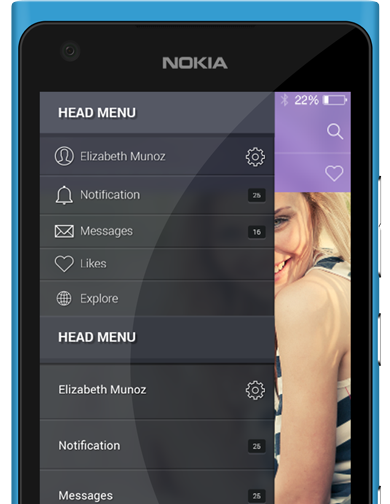 NOKIA
22%
HEAD MENU
Elizabeth Munoz
Notification 25
Messages 16
Likes
Explore
HEAD MENU
Elizabeth Munoz
Notification 25
Messages 25